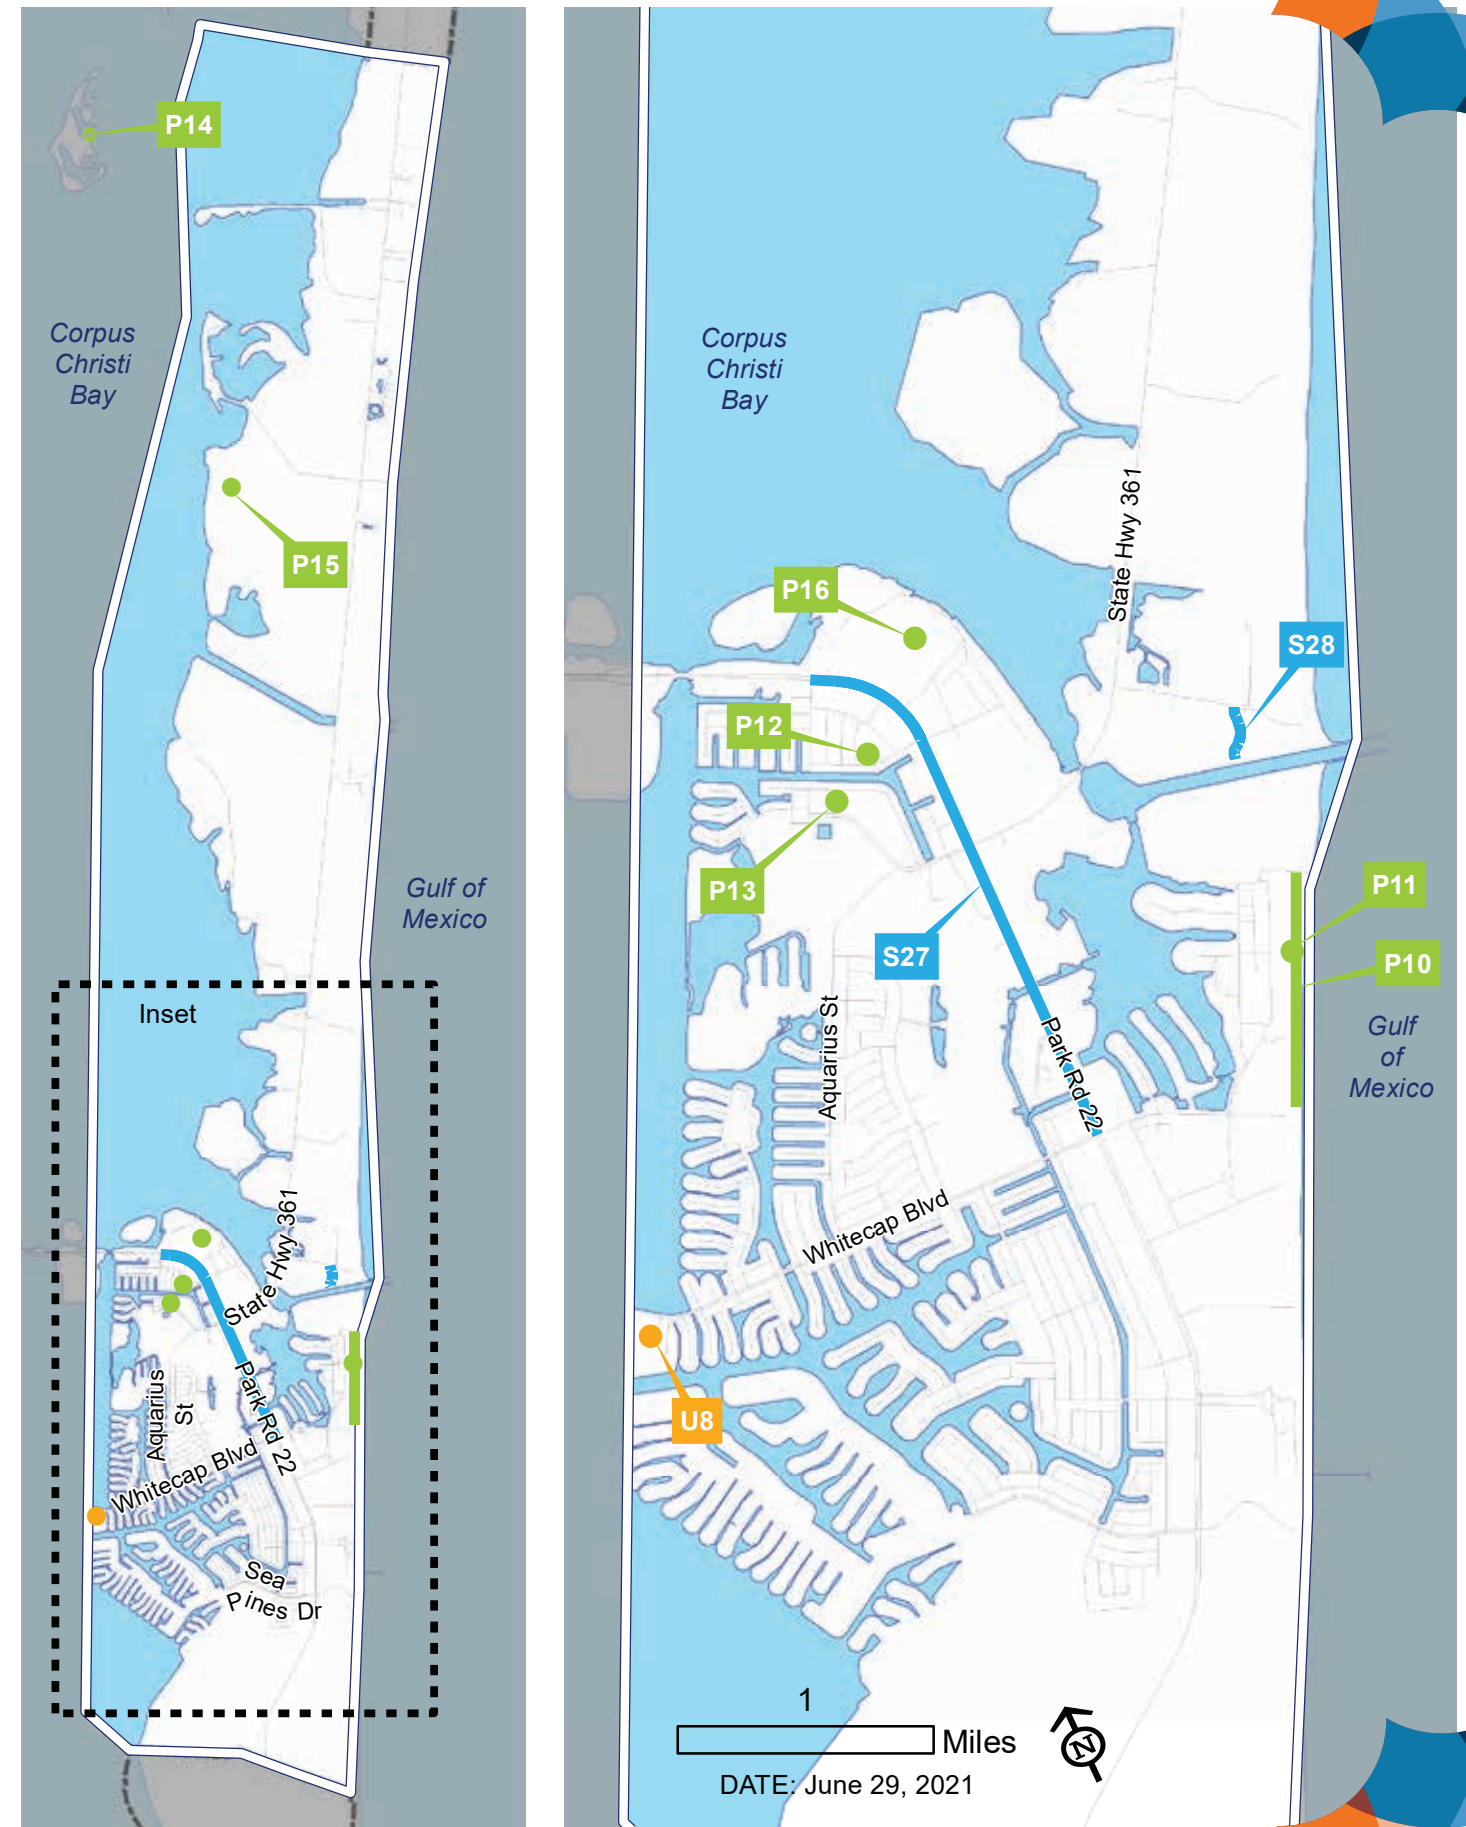 P14
Corpus
Christi
Bay
P15
Gulf of
Mexico
Inset
State Hwy 361
Aquarius
St
Park Rd 22
Whitecap Blvd
Sea
Pines Dr
Corpus
Christi
Bay
State Hwy 361
P16
S28
P12
P13
P11
S27
P10
Gulf
of
Mexico
Aquarius St
Park Rd 22
Whitecap Blvd
U8
1
Miles
N
DATE: June 29, 2021